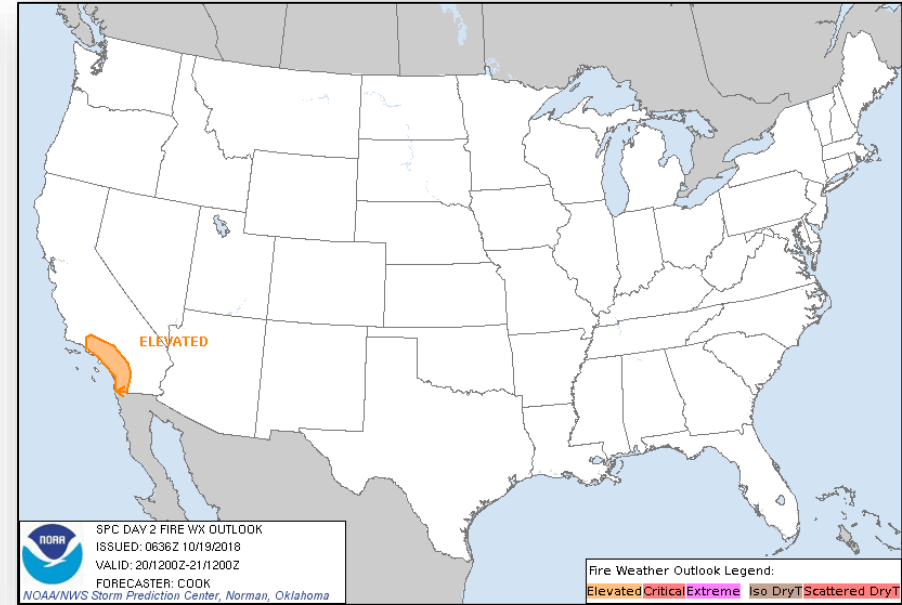 ELEVATED
NOAA
SPC DAY 2 FIRE WX OUTLOOK
ISSUED: 0636Z 10/19/2018
VALID: 20/1200Z-21/1200Z
FORECASTER: COOK
NOAA/NWS Storm Prediction Center, Norman, Oklahoma
Fire Weather Outlook Legend:
Elevated Critical Extreme Iso DryT Scattered DryT